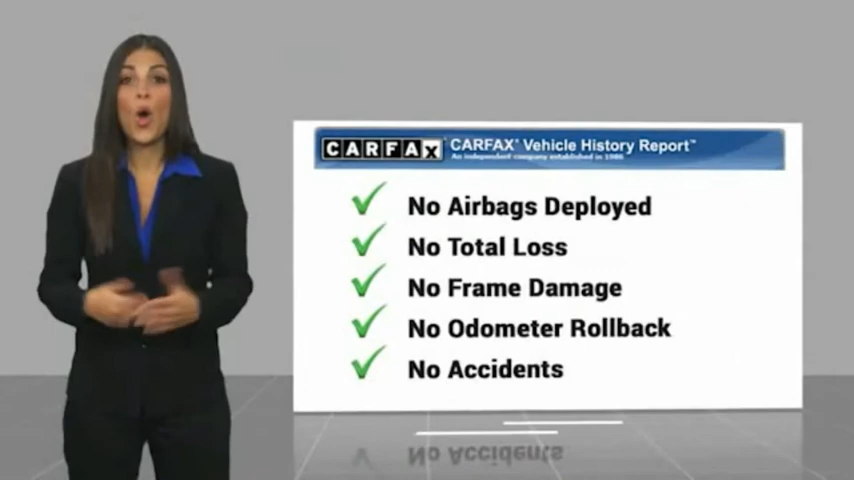 CARFAX CARFAX® Vehicle History Report™
An independent company established in 1986
No Airbags Deployed
No Total Loss
No Frame Damage
No Odometer Rollback
No Accidents
No Accidents